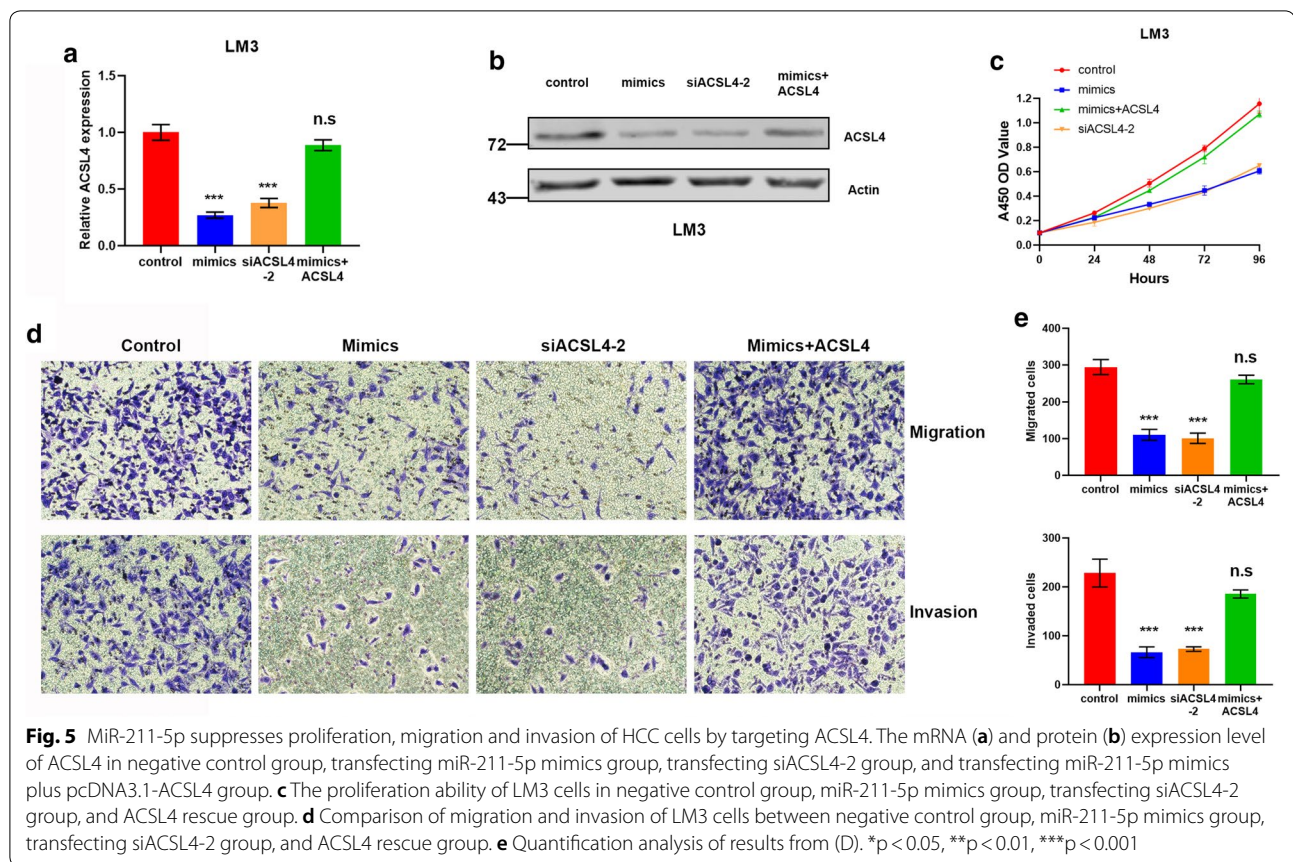 a
LM3
Relative ACSL4 expression
1.5
1.0
0.5
0.0
***
***
n.s
control
mimics
siACSL4
-2
mimics+
ACSL4
b
control
mimics
siACSL4-2
mimics+
ACSL4
72
ACSL4
43
Actin
LM3
LM3
c
control
mimics
mimics+ACSL4
siACSL4-2
A450 OD Value
1.2
1.0
0.8
0.6
0.4
0.2
0.0
0
24
48
72
96
Hours
d
Control
Mimics
siACSL4-2
Mimics+ACSL4
Migration
Invasion
e
Migrated cells
400
300
200
100
0
***
***
n.s
control
mimics
siACSL4
-2
mimics+
ACSL4
Invaded cells
300
200
100
0
***
***
n.s
control
mimics
siACSL4
-2
mimics+
ACSL4
Fig. 5 MiR-211-5p suppresses proliferation, migration and invasion of HCC cells by targeting ACSL4. The mRNA (a) and protein (b) expression level
of ACSL4 in negative control group, transfecting miR-211-5p mimics group, transfecting siACSL4-2 group, and transfecting miR-211-5p mimics
plus pcDNA3.1-ACSL4 group. c The proliferation ability of LM3 cells in negative control group, miR-211-5p mimics group, transfecting siACSL4-2
group, and ACSL4 rescue group. d Comparison of migration and invasion of LM3 cells between negative control group, miR-211-5p mimics group,
transfecting siACSL4-2 group, and ACSL4 rescue group. e Quantification analysis of results from (D). *p < 0.05, **p < 0.01, ***p < 0.001